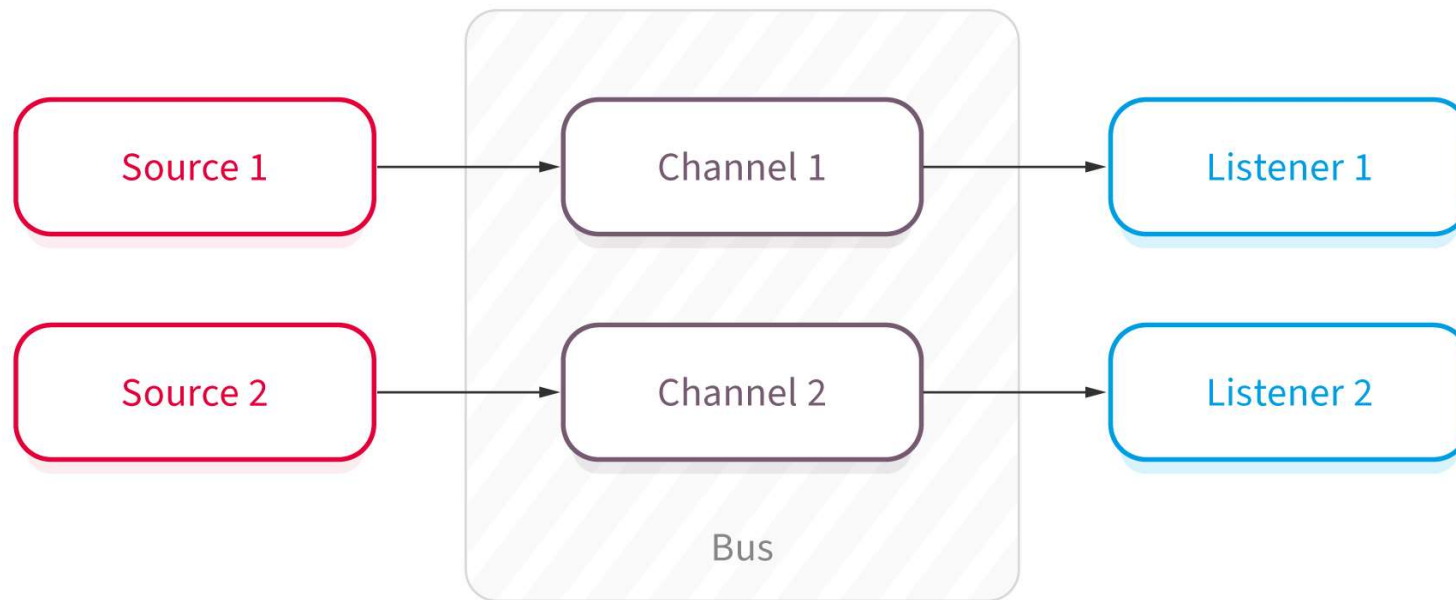 Source 1
Channel 1
Listener 1
Source 2
Channel 2
Listener 2
Bus